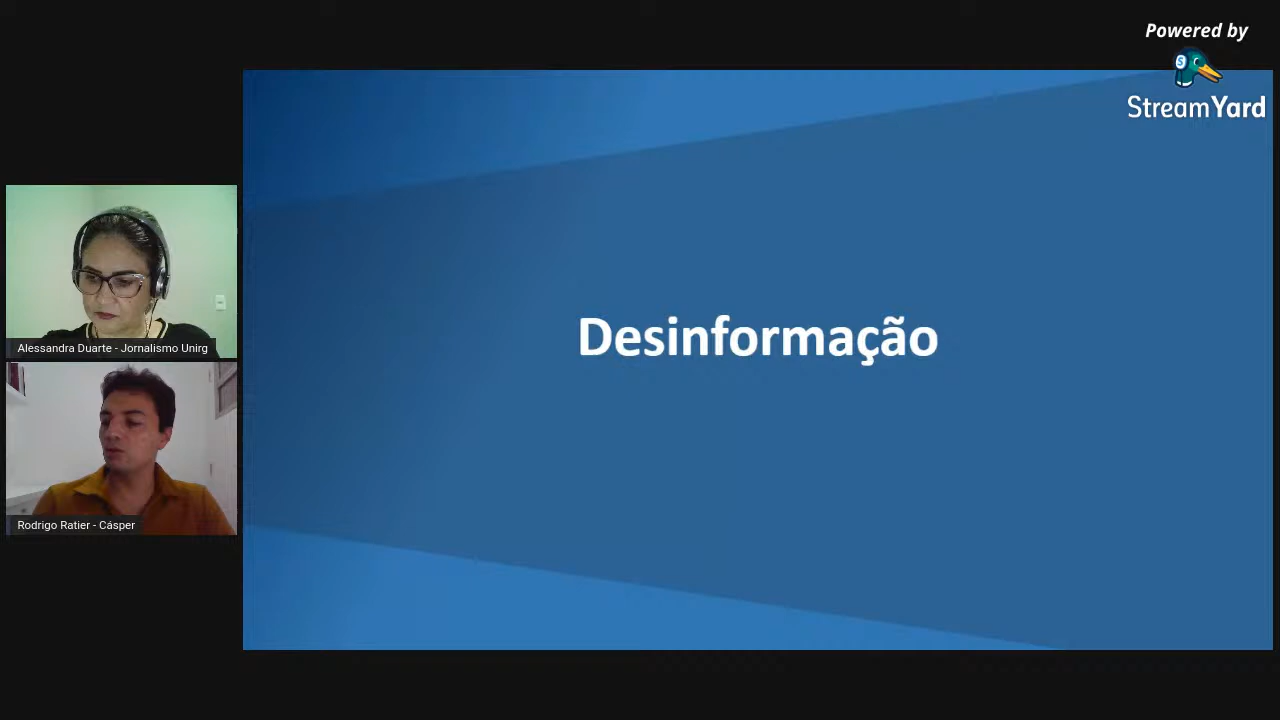 Powered by
StreamYard
Desinformação
Alessandra Duarte - Jornalismo Unirg
Rodrigo Ratier - Cásper